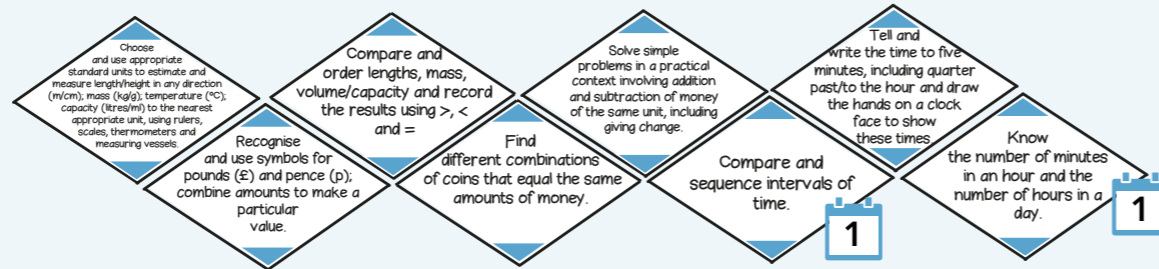 Choose
and use appropriate
standard units to estimate and
measure length/height in any direction
(m/cm); mass (kg/g); temperature (°C);
capacity (litres/ml) to the nearest
appropriate unit, using rulers,
scales, thermometers and
measuring vessels.
Recognise
and use symbols for
pounds (£) and pence (p);
combine amounts to make a
particular
value.
Compare and
order lengths, mass,
volume/capacity and record
the results using >, <
and =
Find
different combinations
of coins that equal the same
amounts of money.
Solve simple
problems in a practical
context involving addition
and subtraction of money
of the same unit, including
giving change.
Compare and
sequence intervals of
time.
1
Tell and
write the time to five
minutes, including quarter
past/to the hour and draw
the hands on a clock
face to show
these times.
Know
the number of minutes
in an hour and the
number of hours in a
day.
1